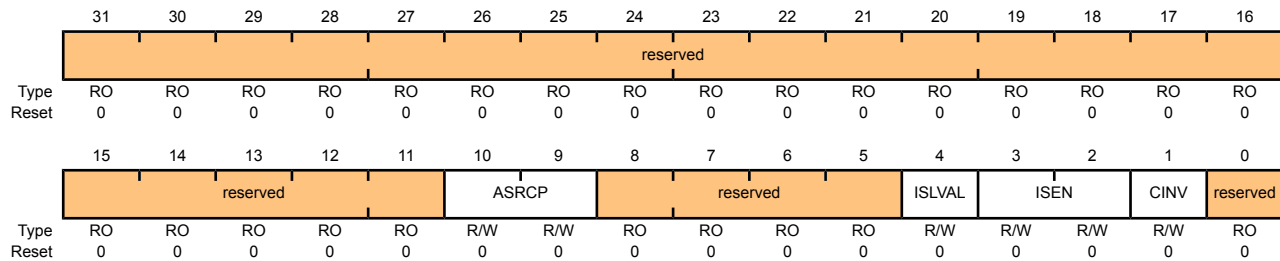 31 30 29 28 27 26 25 24 23 22 21 20 19 18 17 16
reserved
Type RO RO RO RO RO RO RO RO RO RO RO RO RO RO RO RO
Reset 0 0 0 0 0 0 0 0 0 0 0 0 0 0 0 0
15 14 13 12 11 10 9 8 7 6 5 4 3 2 1 0
reserved ASRCP reserved ISLVAL ISEN CINV reserved
Type RO RO RO RO RO R/W R/W RO RO RO RO R/W R/W R/W R/W RO
Reset 0 0 0 0 0 0 0 0 0 0 0 0 0 0 0 0